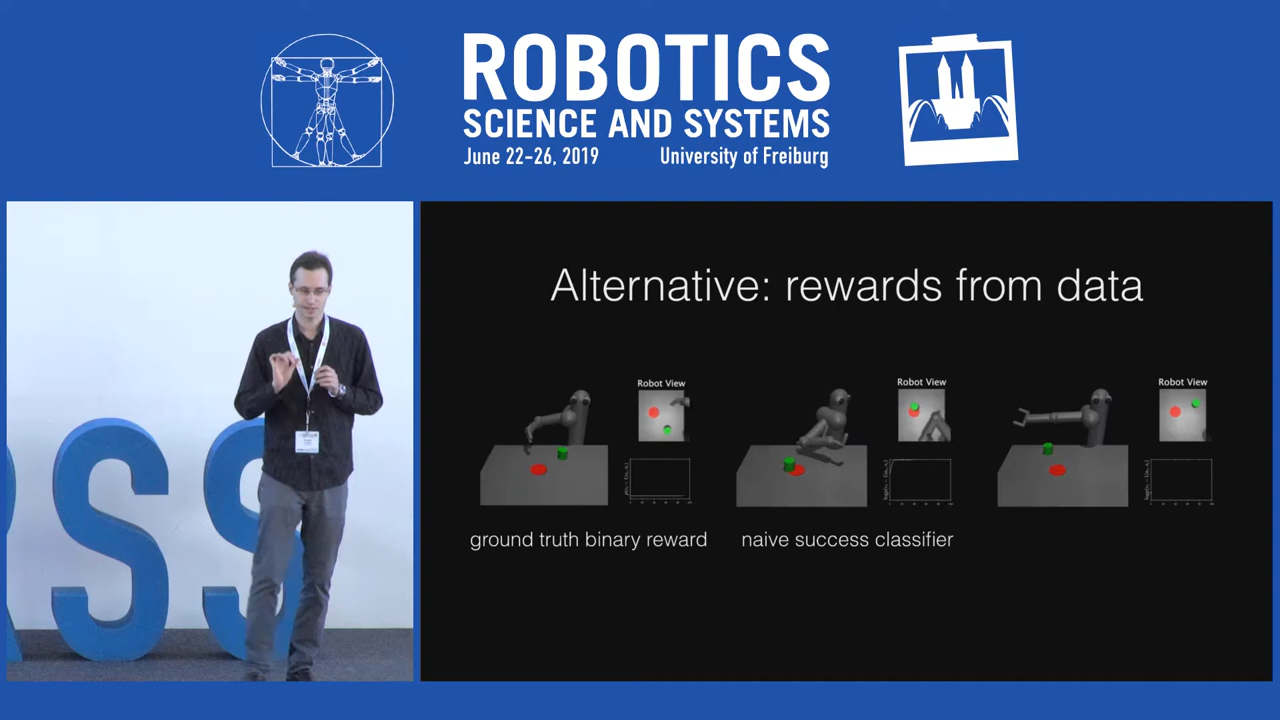 ROBOTICS
SCIENCE AND SYSTEMS
June 22-26, 2019 University of Freiburg
RSS
Alternative: rewards from data
Robot View
Robot View
Robot View
ground truth binary reward
naive success classifier